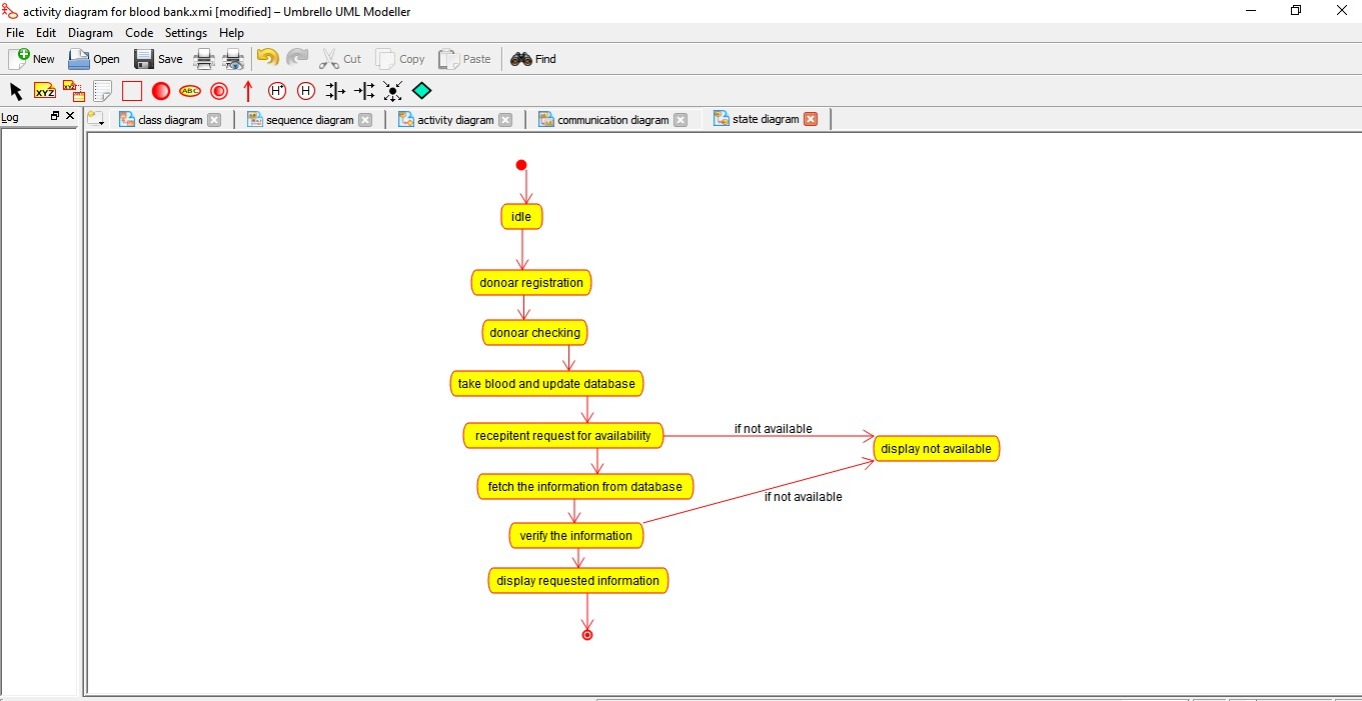 activity diagram for blood bank.xmi [modified] – Umbrello UML Modeller
File Edit Diagram Code Settings Help
New Open Save Cut Copy Paste Find
XYZ XYZ ABC H* H
Log class diagram sequence diagram activity diagram communication diagram state diagram
idle
donoar registration
donoar checking
take blood and update database
recepitent request for availability
if not available
display not available
fetch the information from database
if not available
verify the information
display requested information